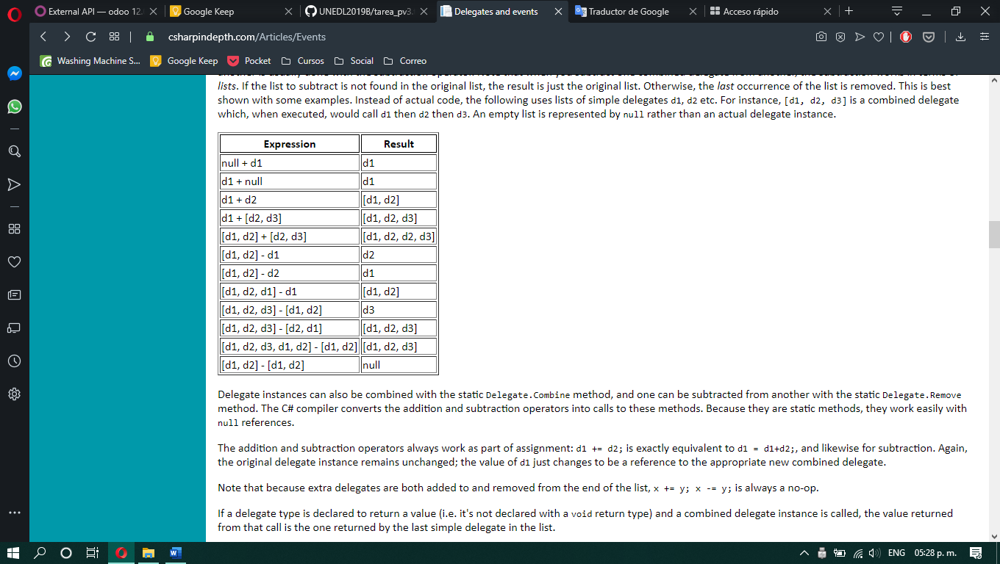 External API — odoo 12.
Google Keep
UNEDL2019B/tarea_pv3.
Delegates and events
Traductor de Google
Acceso rápido
csharpindepth.com/Articles/Events
Washing Machine S...
Google Keep
Pocket
Cursos
Social
Correo
lists. If the list to subtract is not found in the original list, the result is just the original list. Otherwise, the last occurrence of the list is removed. This is best
shown with some examples. Instead of actual code, the following uses lists of simple delegates d1, d2 etc. For instance, [d1, d2, d3] is a combined delegate
which, when executed, would call d1 then d2 then d3. An empty list is represented by null rather than an actual delegate instance.
Expression Result
null + d1 d1
d1 + null d1
d1 + d2 [d1, d2]
d1 + [d2, d3] [d1, d2, d3]
[d1, d2] + [d2, d3] [d1, d2, d2, d3]
[d1, d2] - d1 d2
[d1, d2] - d2 d1
[d1, d2, d1] - d1 [d1, d2]
[d1, d2, d3] - [d1, d2] d3
[d1, d2, d3] - [d2, d1] [d1, d2, d3]
[d1, d2, d3, d1, d2] - [d1, d2] [d1, d2, d3]
[d1, d2] - [d1, d2] null
Delegate instances can also be combined with the static Delegate.Combine method, and one can be subtracted from another with the static Delegate.Remove
method. The C# compiler converts the addition and subtraction operators into calls to these methods. Because they are static methods, they work easily with
null references.
The addition and subtraction operators always work as part of assignment: d1 += d2; is exactly equivalent to d1 = d1+d2;, and likewise for subtraction. Again,
the original delegate instance remains unchanged; the value of d1 just changes to be a reference to the appropriate new combined delegate.
Note that because extra delegates are both added to and removed from the end of the list, x += y; x -= y; is always a no-op.
If a delegate type is declared to return a value (i.e. it's not declared with a void return type) and a combined delegate instance is called, the value returned
from that call is the one returned by the last simple delegate in the list.
ENG 05:28 p. m.